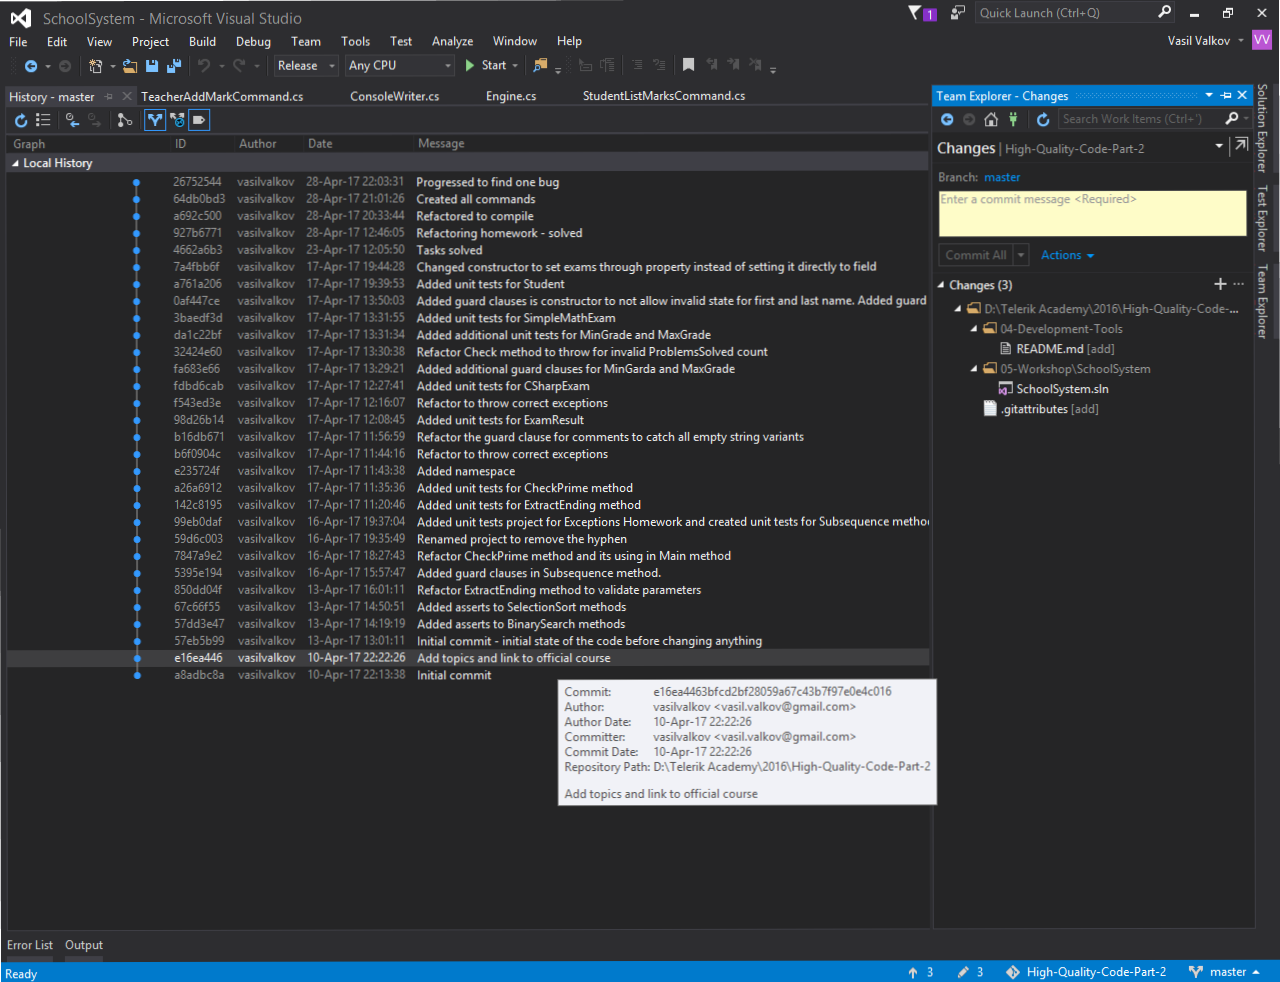 SchoolSystem - Microsoft Visual Studio
1
Quick Launch (Ctrl+Q)
File Edit View Project Build Debug Team Tools Test Analyze Window Help
Vasil Valkov VV
Release Any CPU Start
History - master TeacherAddMarkCommand.cs ConsoleWriter.cs Engine.cs StudentListMarksCommand.cs
Graph ID Author Date Message
Local History
26752544 vasilvalkov 28-Apr-17 22:03:31 Progressed to find one bug
64db0bd3 vasilvalkov 28-Apr-17 21:01:26 Created all commands
a692c500 vasilvalkov 28-Apr-17 20:33:44 Refactored to compile
927b6771 vasilvalkov 28-Apr-17 12:46:05 Refactoring homework - solved
4662a6b3 vasilvalkov 23-Apr-17 12:05:50 Tasks solved
7a4fbb6f vasilvalkov 17-Apr-17 19:44:28 Changed constructor to set exams through property instead of setting it directly to field
a761a206 vasilvalkov 17-Apr-17 19:39:53 Added unit tests for Student
0af447ce vasilvalkov 17-Apr-17 13:50:03 Added guard clauses is constructor to not allow invalid state for first and last name. Added guard
3baedf3d vasilvalkov 17-Apr-17 13:31:55 Added unit tests for SimpleMathExam
da1c22bf vasilvalkov 17-Apr-17 13:31:34 Added additional unit tests for MinGrade and MaxGrade
32424e60 vasilvalkov 17-Apr-17 13:30:38 Refactor Check method to throw for invalid ProblemsSolved count
fa683e66 vasilvalkov 17-Apr-17 13:29:21 Added additional guard clauses for MinGarda and MaxGrade
fdbd6cab vasilvalkov 17-Apr-17 12:27:41 Added unit tests for CSharpExam
f543ed3e vasilvalkov 17-Apr-17 12:16:07 Refactor to throw correct exceptions
98d26b14 vasilvalkov 17-Apr-17 12:08:45 Added unit tests for ExamResult
b16db671 vasilvalkov 17-Apr-17 11:56:59 Refactor the guard clause for comments to catch all empty string variants
b6f0904c vasilvalkov 17-Apr-17 11:44:16 Refactor to throw correct exceptions
e235724f vasilvalkov 17-Apr-17 11:43:38 Added namespace
a26a6912 vasilvalkov 17-Apr-17 11:35:36 Added unit tests for CheckPrime method
142c8195 vasilvalkov 17-Apr-17 11:20:46 Added unit tests for ExtractEnding method
99eb0daf vasilvalkov 16-Apr-17 19:37:04 Added unit tests project for Exceptions Homework and created unit tests for Subsequence metho
59d6c003 vasilvalkov 16-Apr-17 19:35:49 Renamed project to remove the hyphen
7847a9e2 vasilvalkov 16-Apr-17 18:27:43 Refactor CheckPrime method and its using in Main method
5395e194 vasilvalkov 16-Apr-17 15:57:47 Added guard clauses in Subsequence method.
850dd04f vasilvalkov 13-Apr-17 16:01:11 Refactor ExtractEnding method to validate parameters
67c66f55 vasilvalkov 13-Apr-17 14:50:51 Added asserts to SelectionSort methods
57dd3e47 vasilvalkov 13-Apr-17 14:19:19 Added asserts to BinarySearch methods
57eb5b99 vasilvalkov 13-Apr-17 13:01:11 Initial commit - initial state of the code before changing anything
e16ea446 vasilvalkov 10-Apr-17 22:22:26 Add topics and link to official course
a8adbc8a vasilvalkov 10-Apr-17 22:13:38 Initial commit
Commit: e16ea4463bfcd2bf28059a67c43b7f97e0e4c016
Author: vasilvalkov <vasil.valkov@gmail.com>
Author Date: 10-Apr-17 22:22:26
Committer: vasilvalkov <vasil.valkov@gmail.com>
Commit Date: 10-Apr-17 22:22:26
Repository Path: D:\Telerik Academy\2016\High-Quality-Code-Part-2
Add topics and link to official course
Team Explorer - Changes
Search Work Items (Ctrl+')
Changes | High-Quality-Code-Part-2
Branch: master
Enter a commit message <Required>
Commit All Actions
Changes (3)
D:\Telerik Academy\2016\High-Quality-Code-...
04-Development-Tools
README.md [add]
05-Workshop\SchoolSystem
SchoolSystem.sln
.gitattributes [add]
Solution Explorer
Test Explorer
Team Explorer
Error List Output
Ready 3 3 High-Quality-Code-Part-2 master